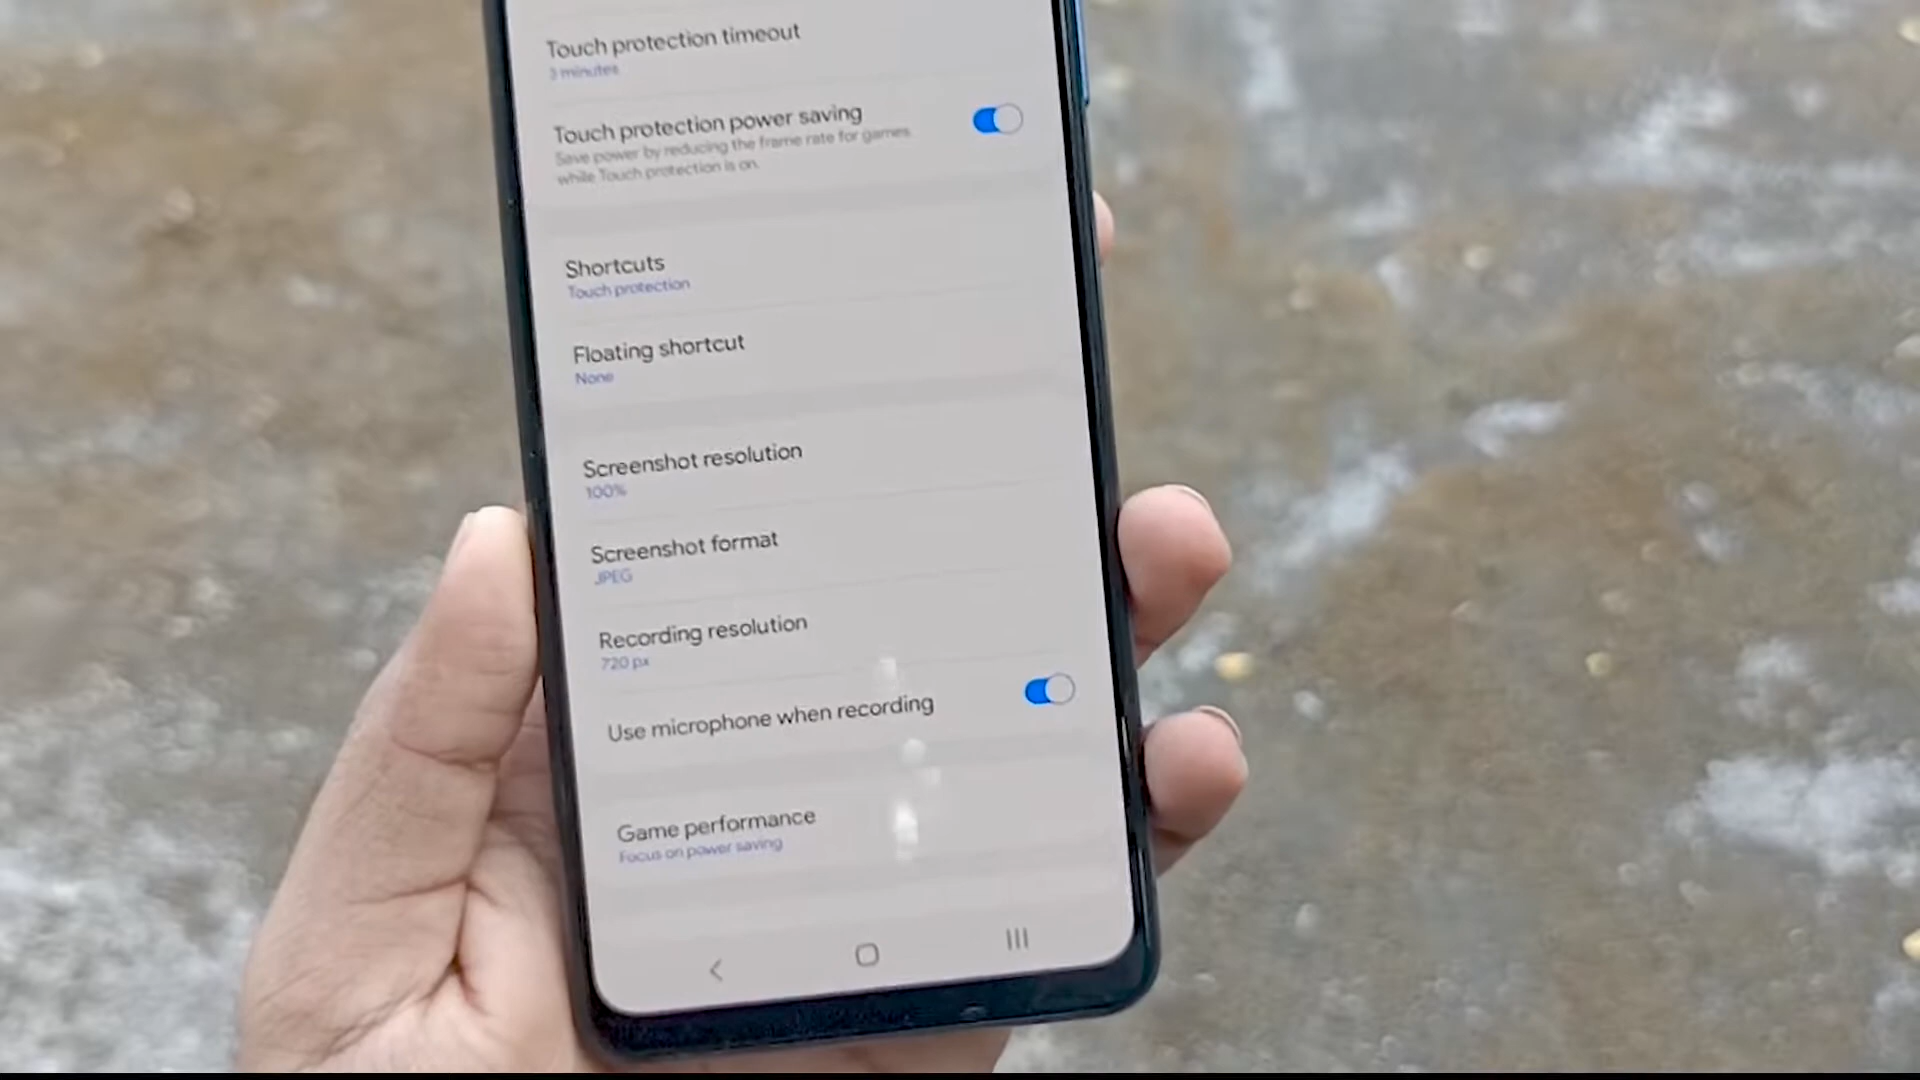 Touch protection timeout
3 minutes
Touch protection power saving
Save power by reducing the frame rate for games
while Touch protection is on.
Shortcuts
Touch protection
Floating shortcut
None
Screenshot resolution
100%
Screenshot format
JPEG
Recording resolution
720 px
Use microphone when recording
Game performance
Focus on power saving